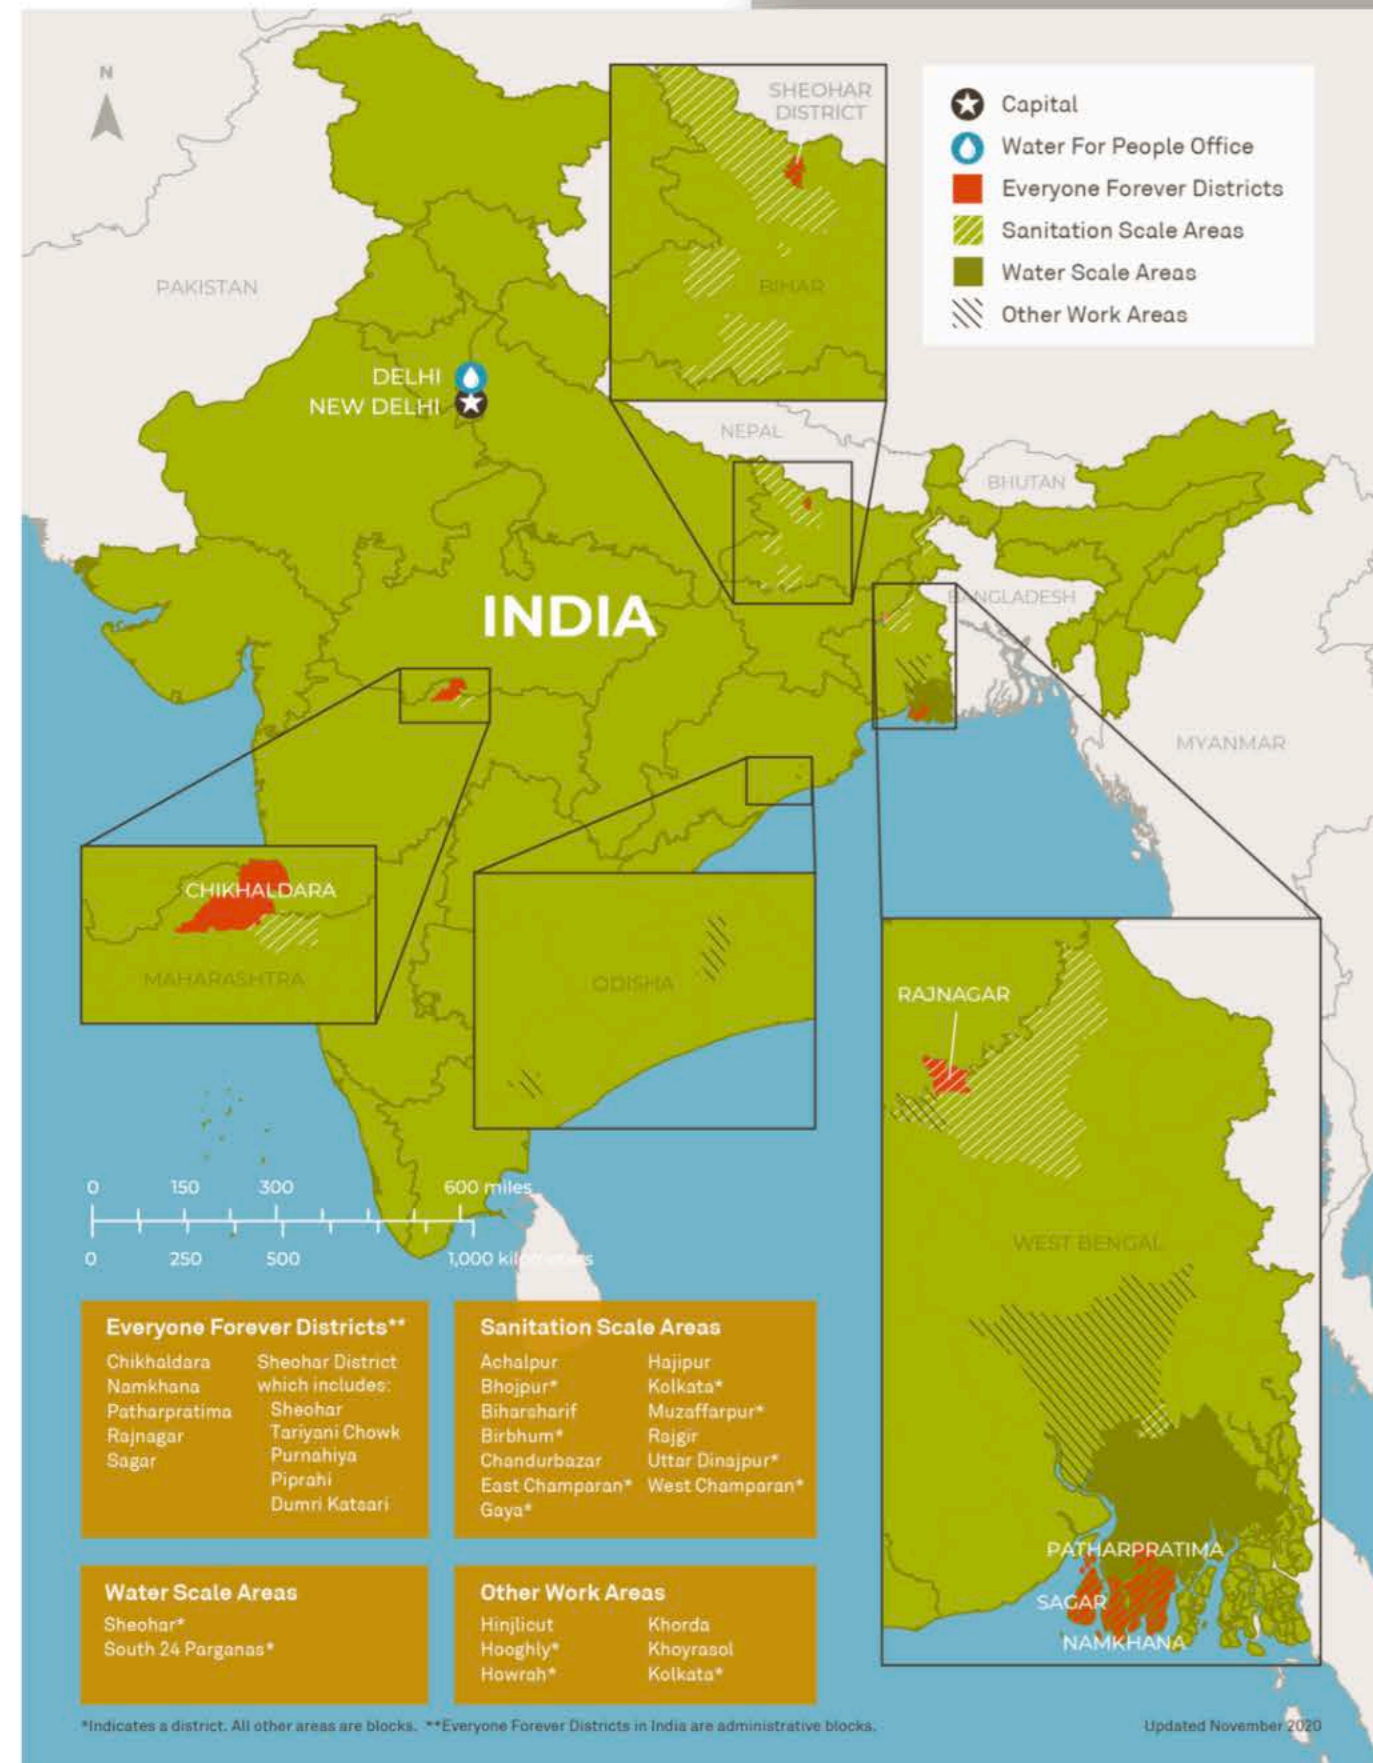 N
SHEOHAR
DISTRICT
Capital
Water For People Office
Everyone Forever Districts
Sanitation Scale Areas
Water Scale Areas
Other Work Areas
PAKISTAN
BIHAR
DELHI
NEW DELHI
NEPAL
BHUTAN
BANGLADESH
INDIA
MYANMAR
CHIKHALDARA
MAHARASHTRA
ODISHA
RAJNAGAR
WEST BENGAL
PATHARPRATIMA
SAGAR
NAMKHANA
0 150 300 600 miles
0 250 500 1,000 kilometers
Everyone Forever Districts**
Chikhaldara
Namkhana
Patharpratima
Rajnagar
Sagar
Sheohar District
which includes:
Sheohar
Tariyani Chowk
Purnahiya
Piprahi
Dumri Katsari
Sanitation Scale Areas
Achalpur
Bhojpur*
Biharsharif
Birbhum*
Chandurbazar
East Champaran*
Gaya*
Hajipur
Kolkata*
Muzaffarpur*
Rajgir
Uttar Dinajpur*
West Champaran*
Water Scale Areas
Sheohar*
South 24 Parganas*
Other Work Areas
Hinjlicut
Hooghly*
Howrah*
Khorda
Khoyrasol
Kolkata*
*Indicates a district. All other areas are blocks. **Everyone Forever Districts in India are administrative blocks.
Updated November 2020